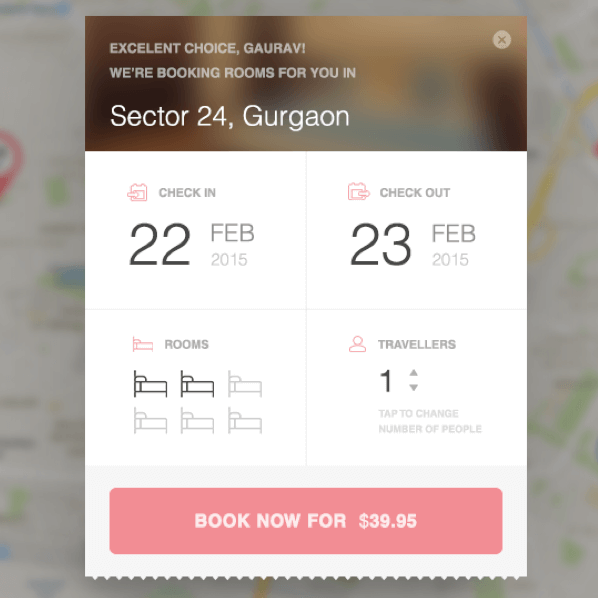 EXCELENT CHOICE, GAURAV!
WE'RE BOOKING ROOMS FOR YOU IN
Sector 24, Gurgaon
CHECK IN
22 FEB
2015
CHECK OUT
23 FEB
2015
ROOMS
TRAVELLERS
1
TAP TO CHANGE
NUMBER OF PEOPLE
BOOK NOW FOR $39.95